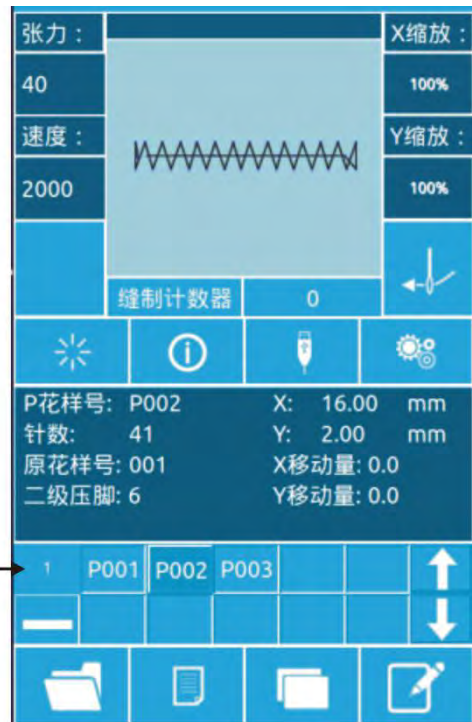 张力：
40
速度：
2000
X缩放：
100%
Y缩放：
100%
缝制计数器 0
P花样号: P002 X: 16.00 mm
针数: 41 Y: 2.00 mm
原花样号: 001 X移动量: 0.0
二级压脚: 6 Y移动量: 0.0
1 P001 P002 P003